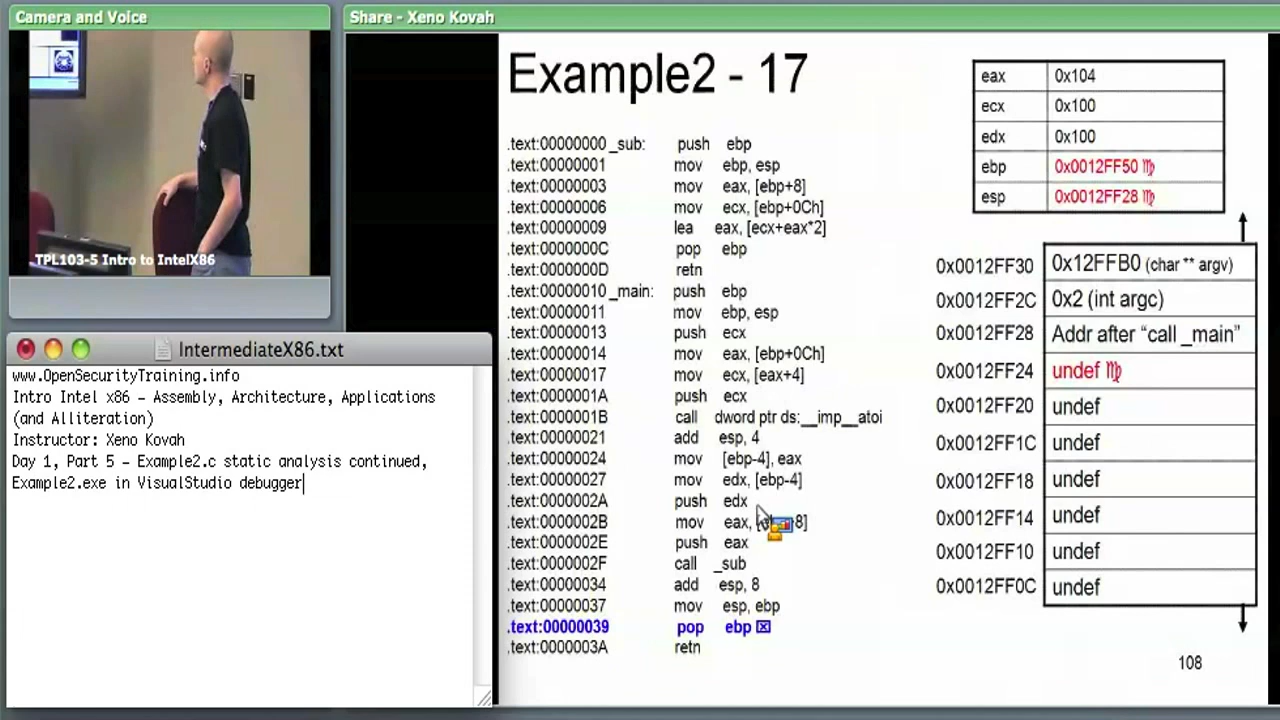 Camera and Voice
TPL103-5 Intro to IntelX86
IntermediateX86.txt
www.OpenSecurityTraining.info
Intro Intel x86 – Assembly, Architecture, Applications
(and Alliteration)
Instructor: Xeno Kovah
Day 1, Part 5 – Example2.c static analysis continued,
Example2.exe in VisualStudio debugger
Share - Xeno Kovah
Example2 - 17
.text:00000000 _sub: push ebp
.text:00000001 mov ebp, esp
.text:00000003 mov eax, [ebp+8]
.text:00000006 mov ecx, [ebp+0Ch]
.text:00000009 lea eax, [ecx+eax*2]
.text:0000000C pop ebp
.text:0000000D retn
.text:00000010 _main: push ebp
.text:00000011 mov ebp, esp
.text:00000013 push ecx
.text:00000014 mov eax, [ebp+0Ch]
.text:00000017 mov ecx, [eax+4]
.text:0000001A push ecx
.text:0000001B call dword ptr ds:__imp__atoi
.text:00000021 add esp, 4
.text:00000024 mov [ebp-4], eax
.text:00000027 mov edx, [ebp-4]
.text:0000002A push edx
.text:0000002B mov eax, 8]
.text:0000002E push eax
.text:0000002F call _sub
.text:00000034 add esp, 8
.text:00000037 mov esp, ebp
.text:00000039 pop ebp ⌧
.text:0000003A retn
eax 0x104
ecx 0x100
edx 0x100
ebp 0x0012FF50 ♍
esp 0x0012FF28 ♍
0x0012FF30 0x12FFB0 (char ** argv)
0x0012FF2C 0x2 (int argc)
0x0012FF28 Addr after “call _main”
0x0012FF24 undef ♍
0x0012FF20 undef
0x0012FF1C undef
0x0012FF18 undef
0x0012FF14 undef
0x0012FF10 undef
0x0012FF0C undef
108